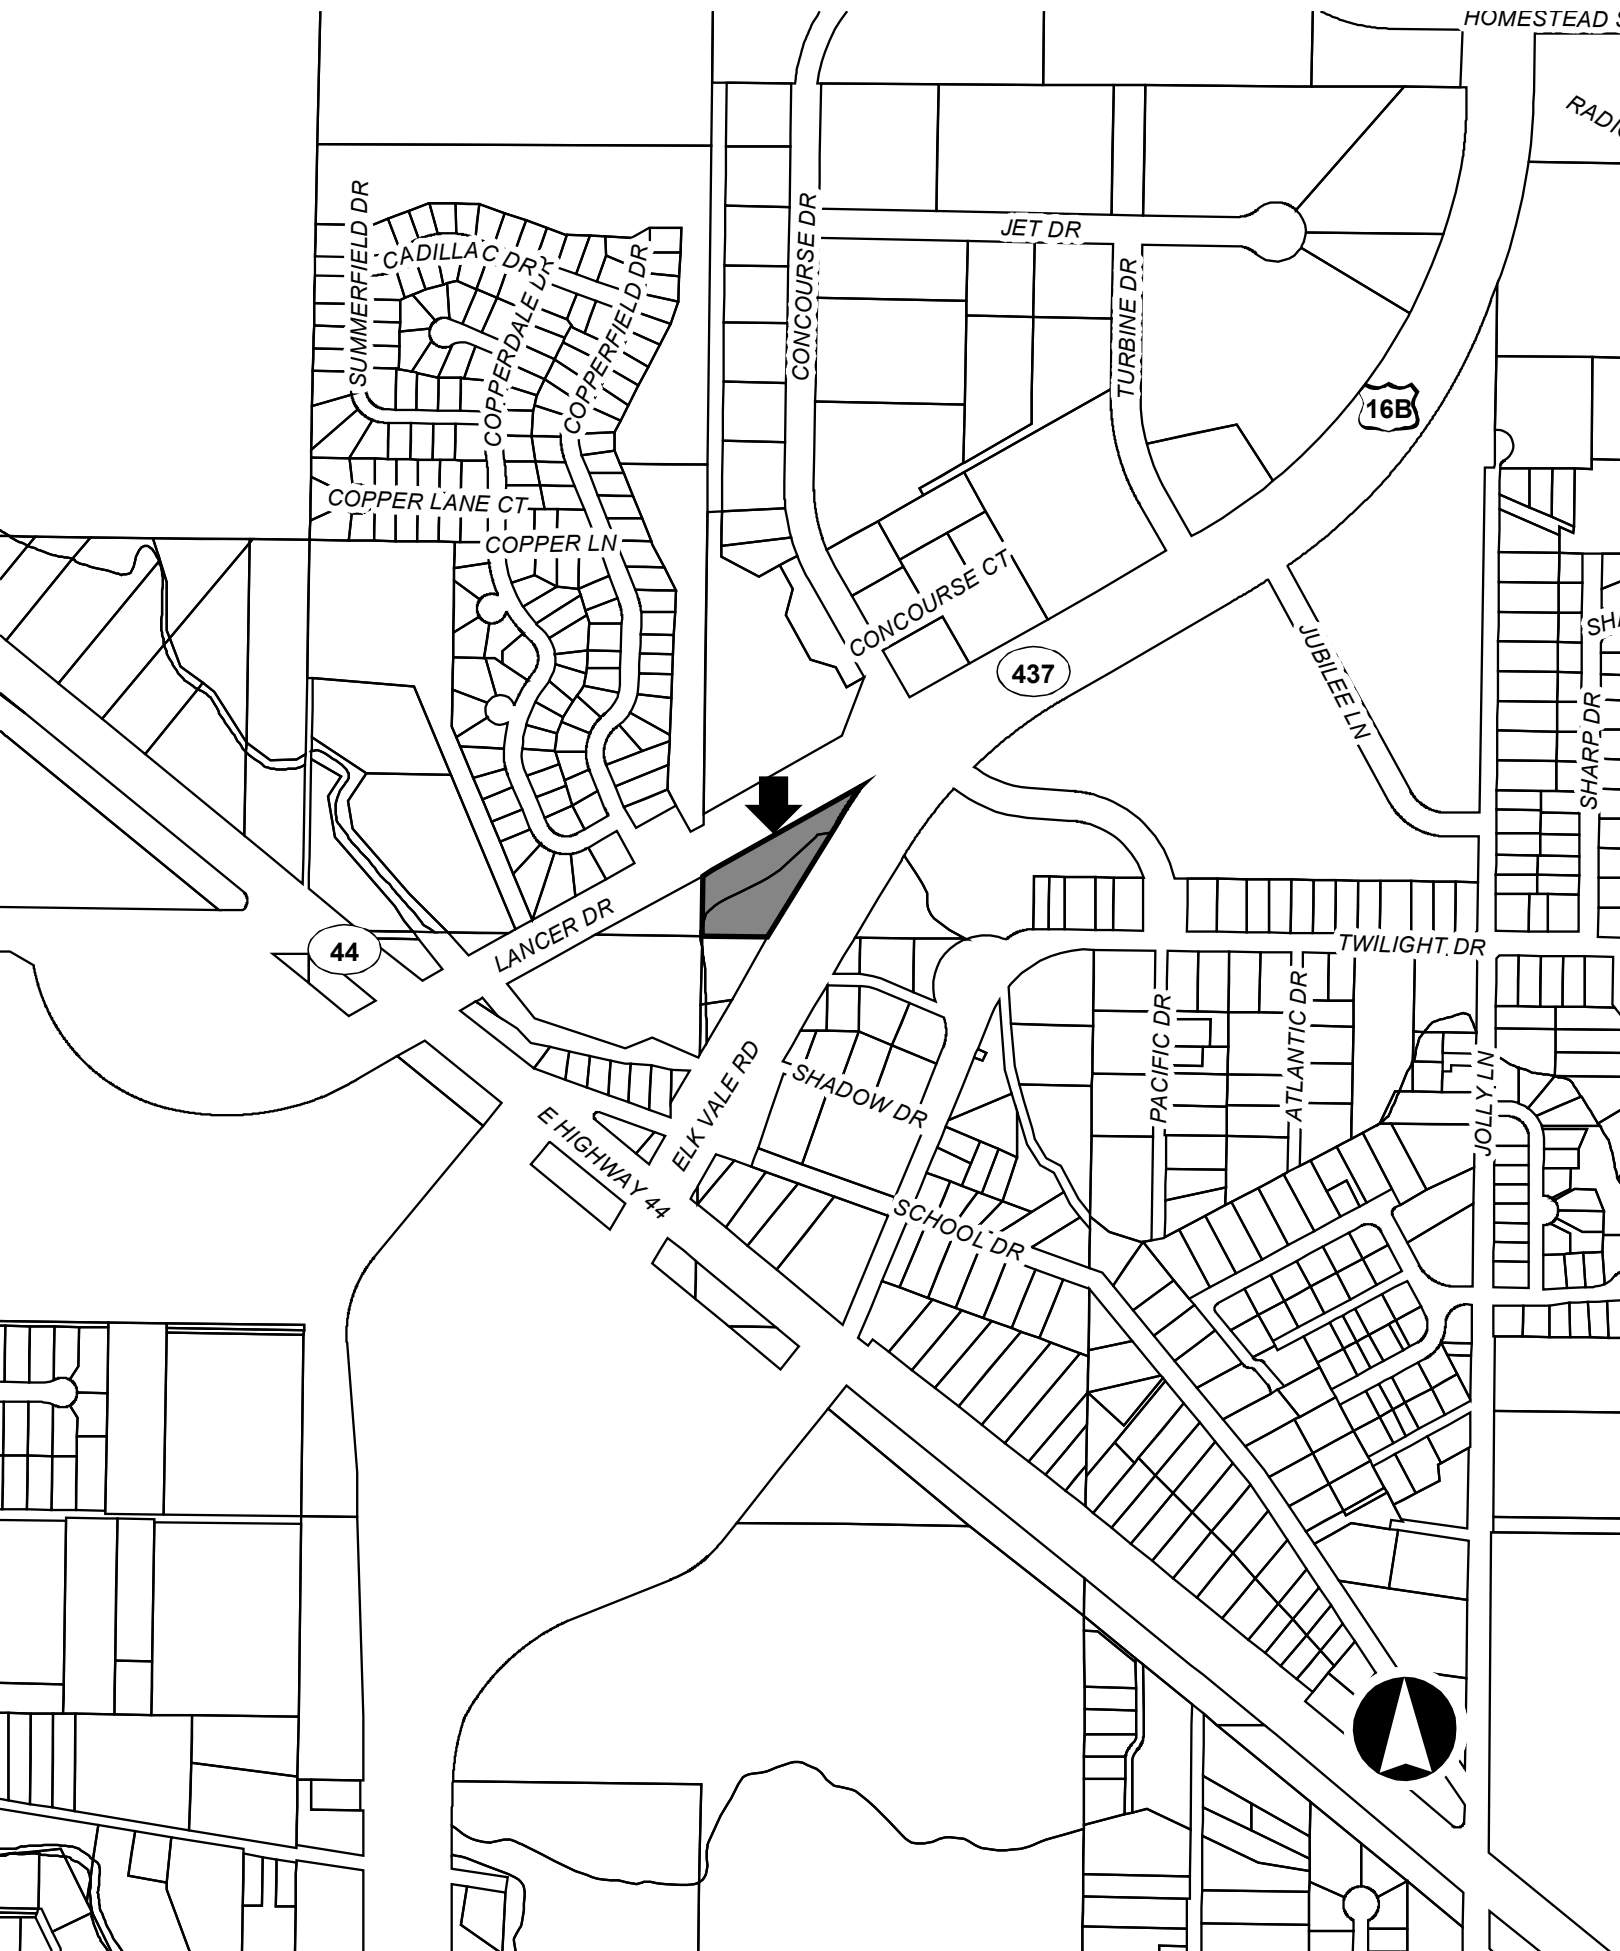 HOMESTEAD S
RADIO
SUMMERFIELD DR
CADILLAC DR
COPPERDALE DR
COPPERFIELD DR
CONCOURSE DR
JET DR
TURBINE DR
16B
COPPER LANE CT
COPPER LN
CONCOURSE CT
437
JUBILEE LN
SHA
SHARP DR
LANCER DR
44
TWILIGHT DR
PACIFIC DR
ATLANTIC DR
JOLLY LN
ELK VALE RD
SHADOW DR
E HIGHWAY 44
SCHOOL DR